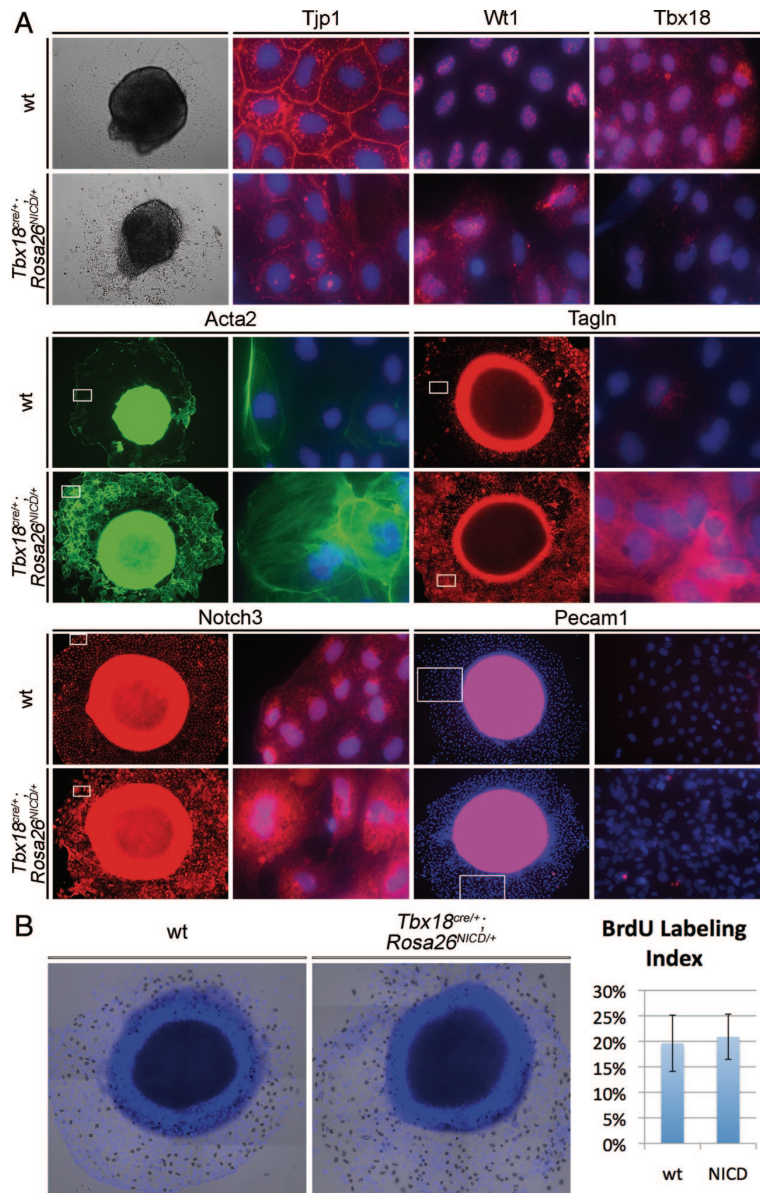 A
Tjp1 Wt1 Tbx18
wt
Tbx18cre/+;
Rosa26NICD/+
Acta2 Tagln
wt
Tbx18cre/+;
Rosa26NICD/+
Notch3 Pecam1
wt
Tbx18cre/+;
Rosa26NICD/+
B
wt
Tbx18cre/+;
Rosa26NICD/+
BrdU Labeling
Index
30%
25%
20%
15%
10%
5%
0%
wt NICD